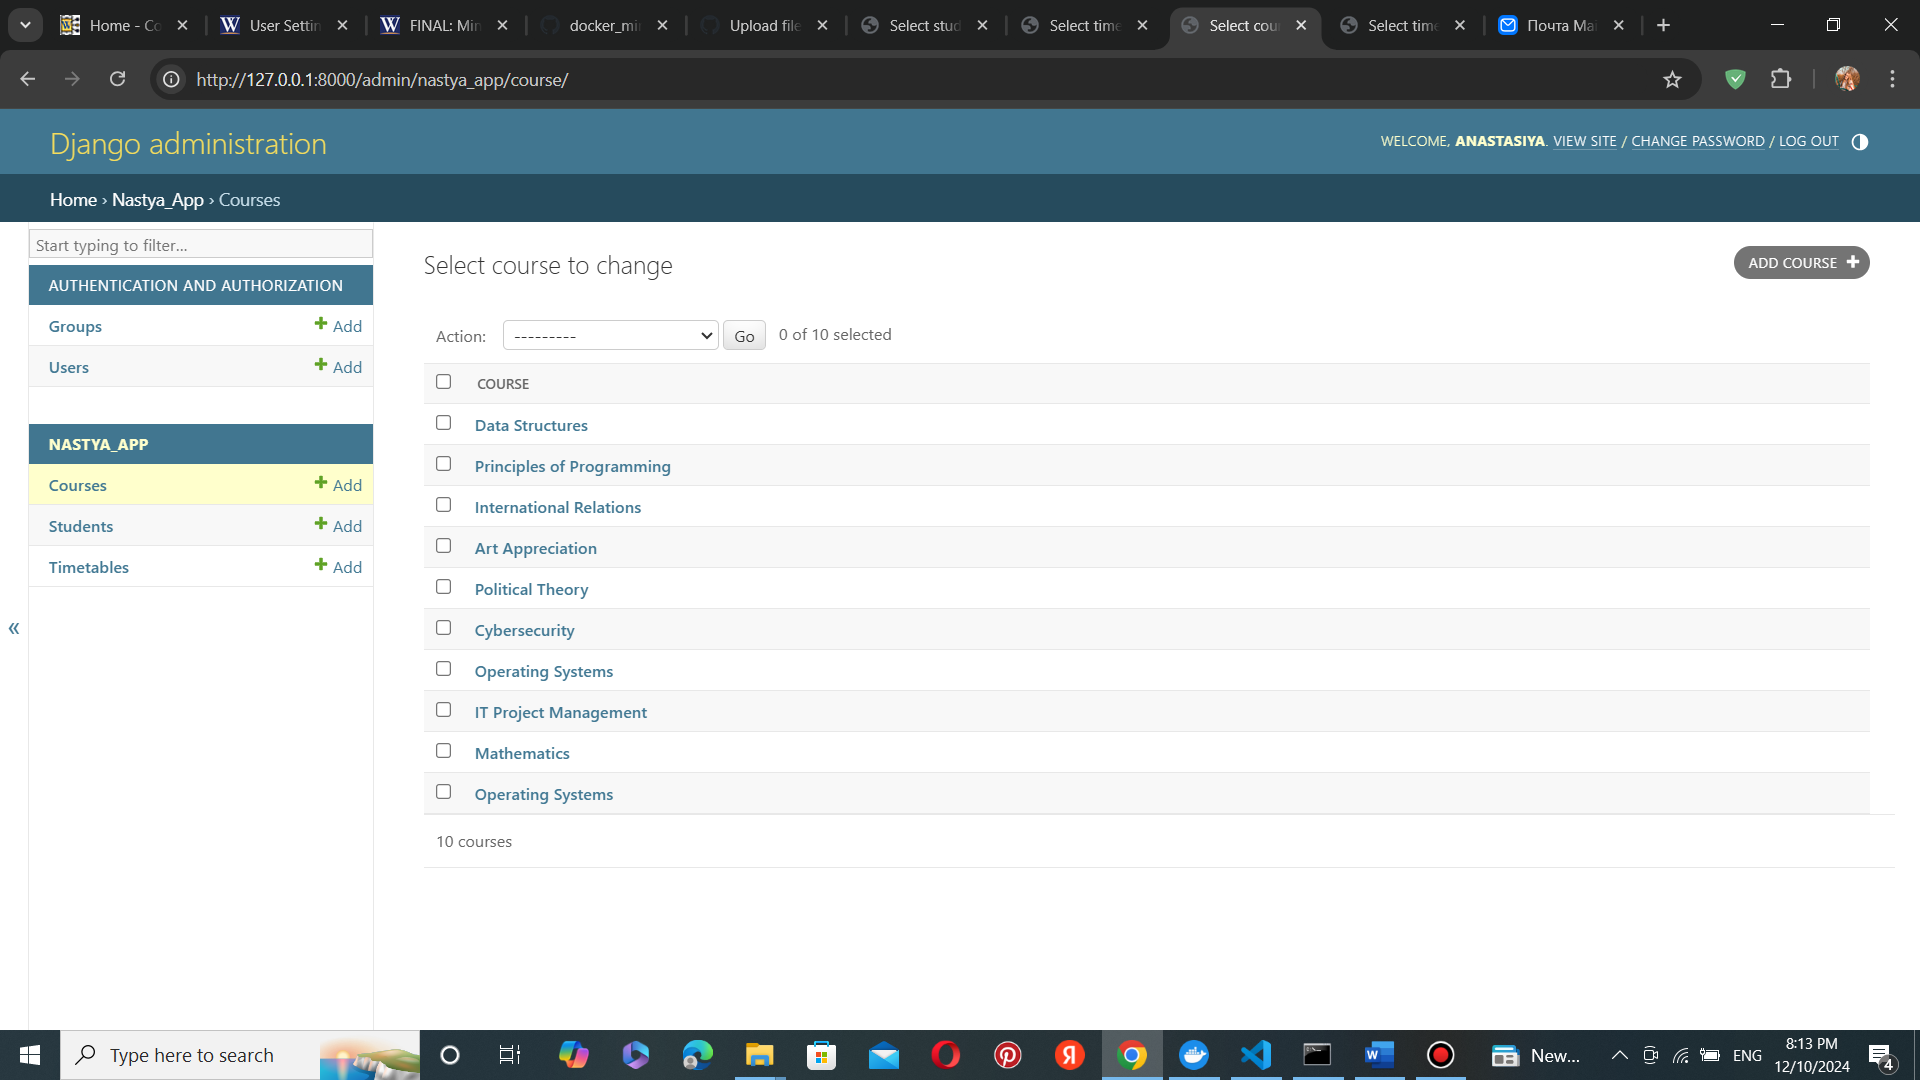 Home - Co
User Settin
FINAL: Min
docker_mi
Upload file
Select stud
Select time
Select cou
Select time
Почта Mai
http://127.0.0.1:8000/admin/nastya_app/course/
Django administration
WELCOME, ANASTASIYA. VIEW SITE / CHANGE PASSWORD / LOG OUT
Home › Nastya_App › Courses
Start typing to filter...
AUTHENTICATION AND AUTHORIZATION
Groups + Add
Users + Add
NASTYA_APP
Courses + Add
Students + Add
Timetables + Add
«
Select course to change
ADD COURSE +
Action: --------- Go 0 of 10 selected
COURSE
Data Structures
Principles of Programming
International Relations
Art Appreciation
Political Theory
Cybersecurity
Operating Systems
IT Project Management
Mathematics
Operating Systems
10 courses
Type here to search
New...
ENG
8:13 PM
12/10/2024
4